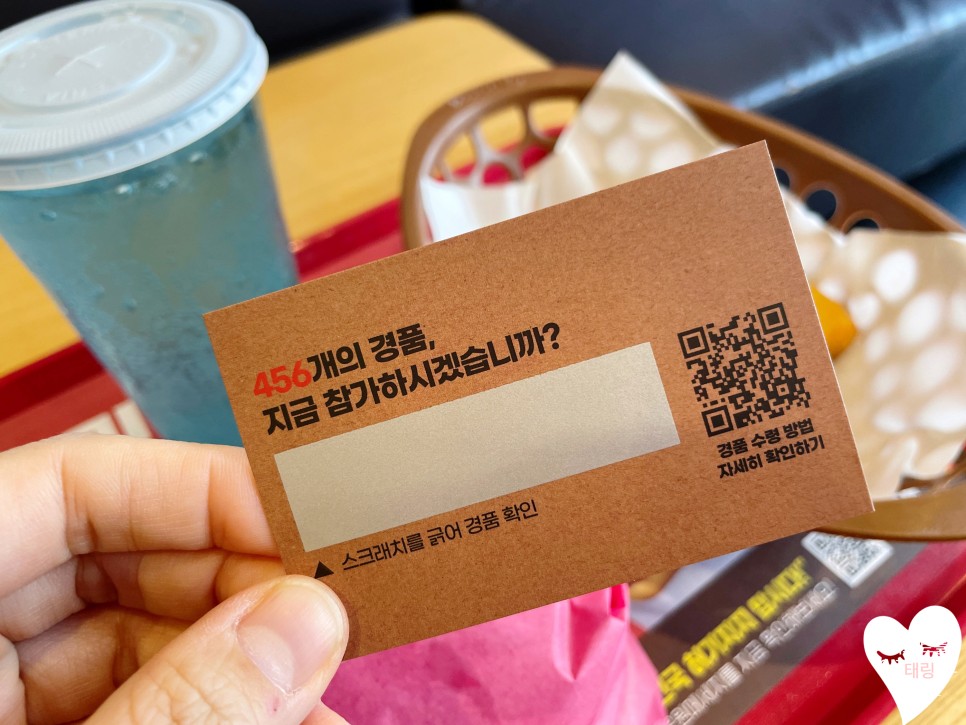 456개의 경품,
지금 참가하시겠습니까?
▲ 스크래치를 긁어 경품 확인
경품 수령 방법
자세히 확인하기
태링